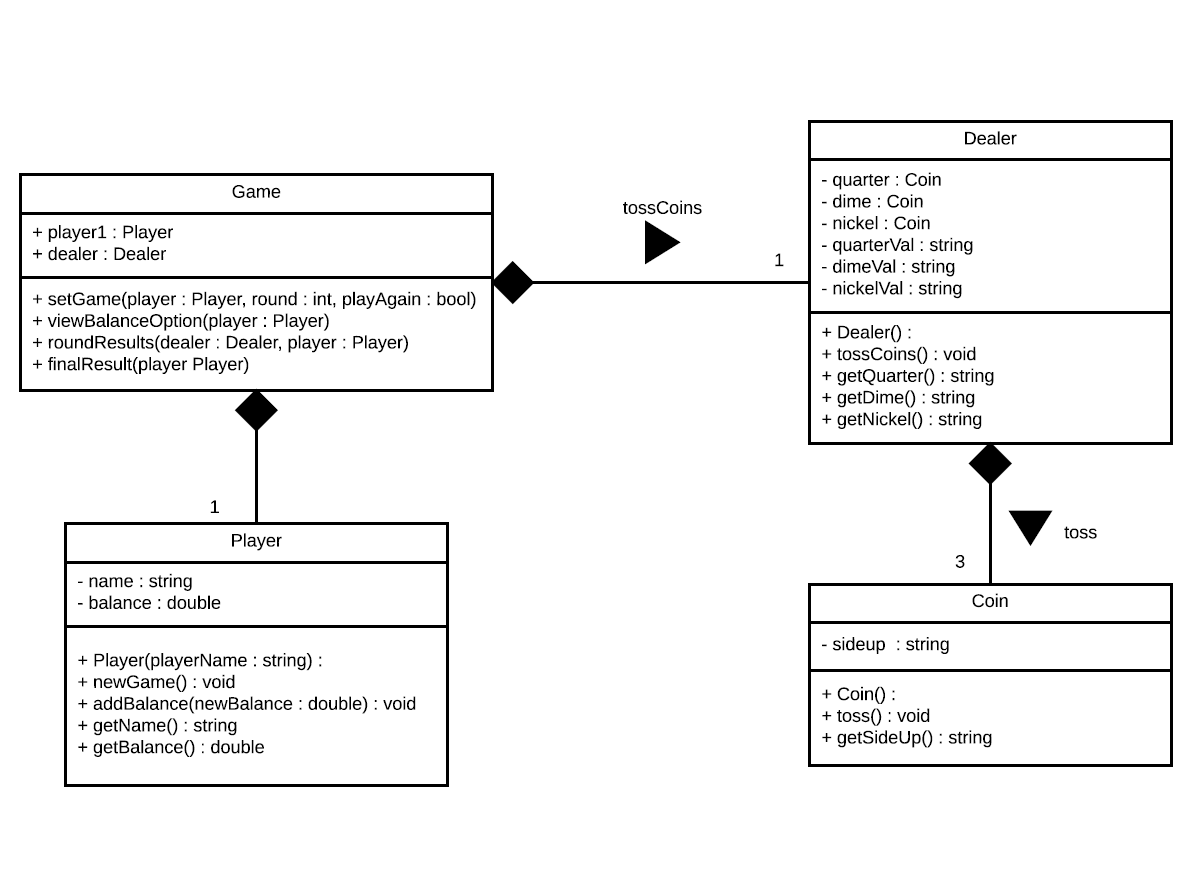 Game
+ player1 : Player
+ dealer : Dealer
+ setGame(player : Player, round : int, playAgain : bool)
+ viewBalanceOption(player : Player)
+ roundResults(dealer : Dealer, player : Player)
+ finalResult(player Player)
tossCoins
1
Dealer
- quarter : Coin
- dime : Coin
- nickel : Coin
- quarterVal : string
- dimeVal : string
- nickelVal : string
+ Dealer() :
+ tossCoins() : void
+ getQuarter() : string
+ getDime() : string
+ getNickel() : string
1
Player
- name : string
- balance : double
+ Player(playerName : string) :
+ newGame() : void
+ addBalance(newBalance : double) : void
+ getName() : string
+ getBalance() : double
toss
3
Coin
- sideup  : string
+ Coin() :
+ toss() : void
+ getSideUp() : string